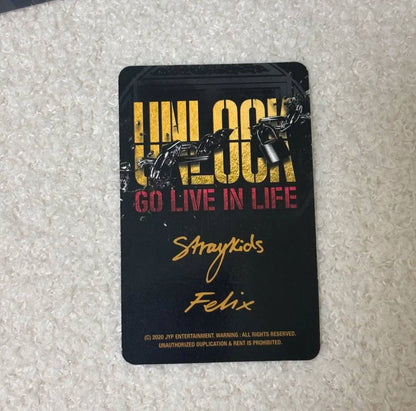 UNLOCK
GO LIVE IN LIFE
StrayKids
Felix
(C) 2020 JYP ENTERTAINMENT, WARNING : ALL RIGHTS RESERVED.
UNAUTHORIZED DUPLICATION & RENT IS PROHIBITED.